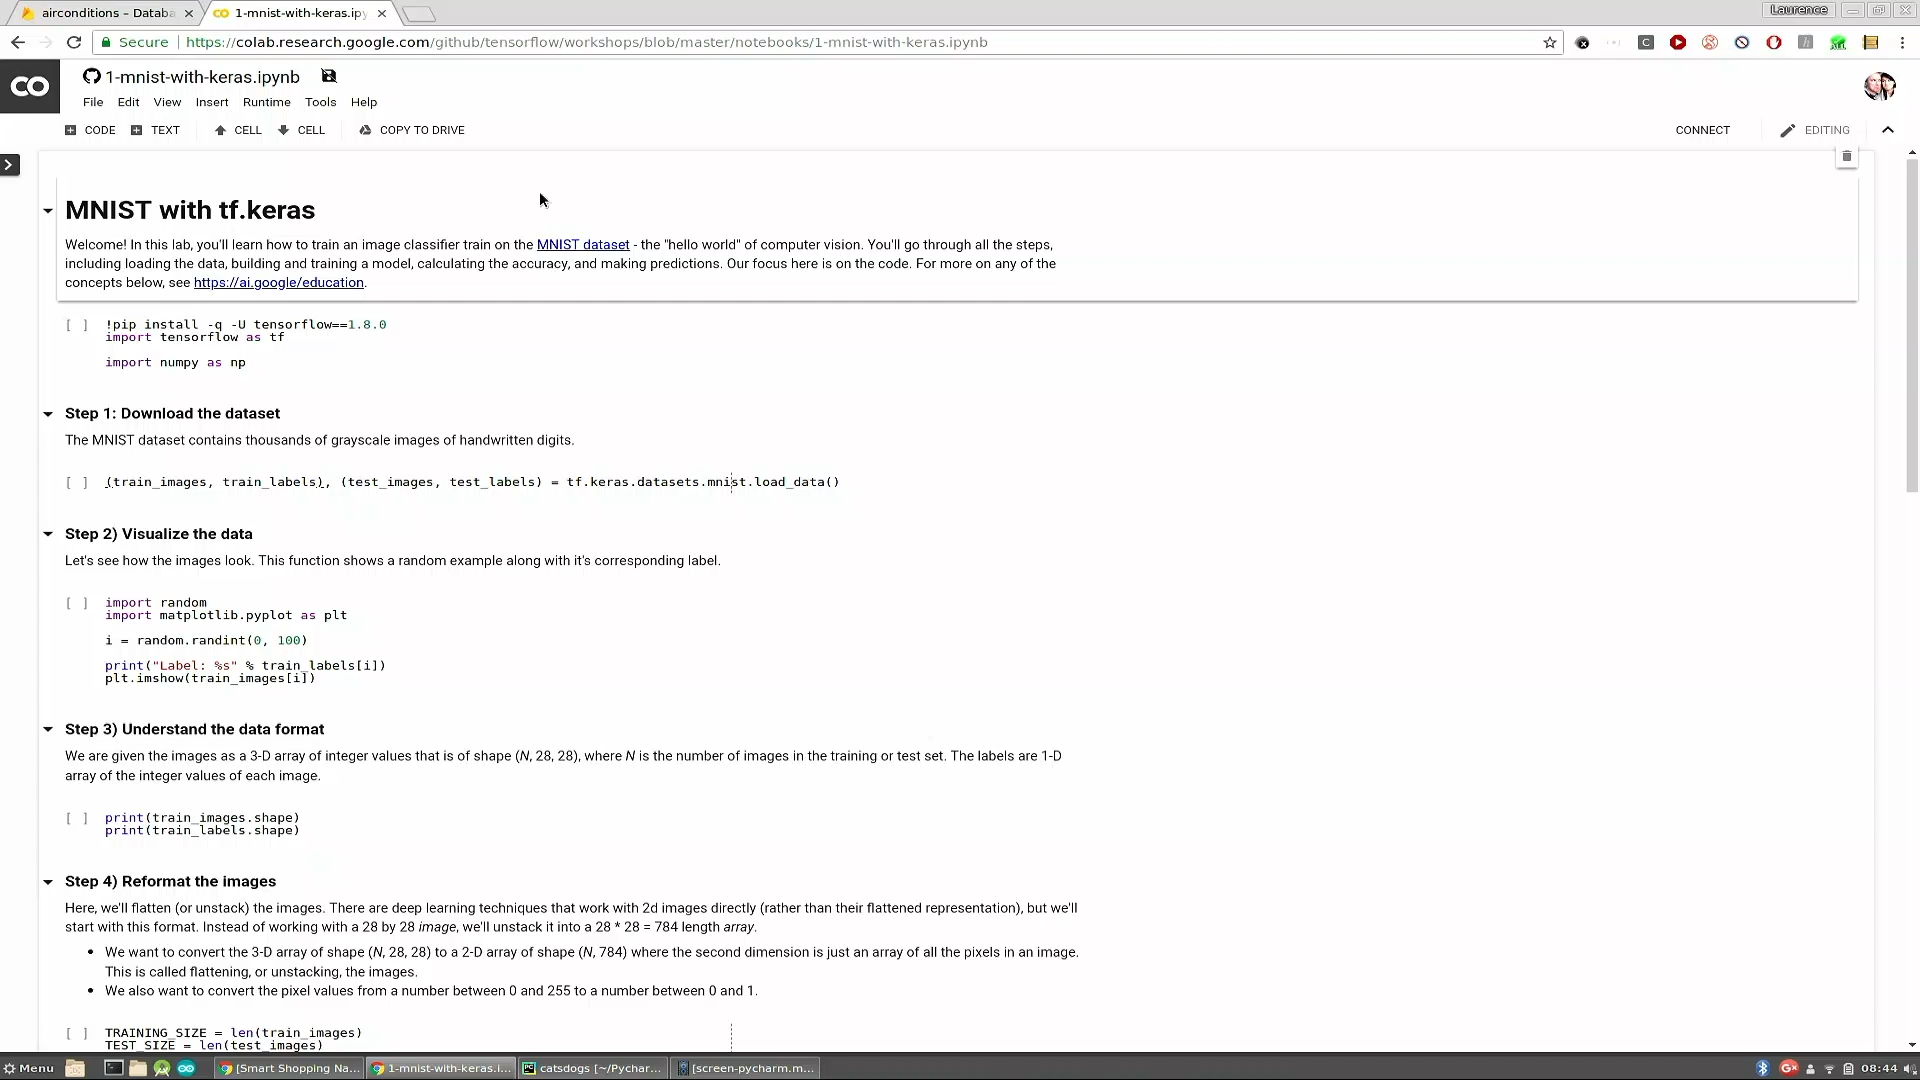 airconditions - Databa
1-mnist-with-keras.ipy
Laurence
Secure
https://colab.research.google.com/github/tensorflow/workshops/blob/master/notebooks/1-mnist-with-keras.ipynb
CO
1-mnist-with-keras.ipynb
File Edit View Insert Runtime Tools Help
CODE TEXT CELL CELL COPY TO DRIVE CONNECT EDITING
MNIST with tf.keras
Welcome! In this lab, you'll learn how to train an image classifier train on the MNIST dataset - the "hello world" of computer vision. You'll go through all the steps,
including loading the data, building and training a model, calculating the accuracy, and making predictions. Our focus here is on the code. For more on any of the
concepts below, see https://ai.google/education.
[ ] !pip install -q -U tensorflow==1.8.0
import tensorflow as tf
import numpy as np
Step 1: Download the dataset
The MNIST dataset contains thousands of grayscale images of handwritten digits.
[ ] (train_images, train_labels), (test_images, test_labels) = tf.keras.datasets.mnist.load_data()
Step 2) Visualize the data
Let's see how the images look. This function shows a random example along with it's corresponding label.
[ ] import random
import matplotlib.pyplot as plt
i = random.randint(0, 100)
print("Label: %s" % train_labels[i])
plt.imshow(train_images[i])
Step 3) Understand the data format
We are given the images as a 3-D array of integer values that is of shape (N, 28, 28), where N is the number of images in the training or test set. The labels are 1-D
array of the integer values of each image.
[ ] print(train_images.shape)
print(train_labels.shape)
Step 4) Reformat the images
Here, we'll flatten (or unstack) the images. There are deep learning techniques that work with 2d images directly (rather than their flattened representation), but we'll
start with this format. Instead of working with a 28 by 28 image, we'll unstack it into a 28 * 28 = 784 length array.
• We want to convert the 3-D array of shape (N, 28, 28) to a 2-D array of shape (N, 784) where the second dimension is just an array of all the pixels in an image.
This is called flattening, or unstacking, the images.
• We also want to convert the pixel values from a number between 0 and 255 to a number between 0 and 1.
[ ] TRAINING_SIZE = len(train_images)
TEST_SIZE = len(test_images)
Menu [Smart Shopping Na... 1-mnist-with-keras.i... catsdogs [~/Pychar... [screen-pycharm.m... 08:44